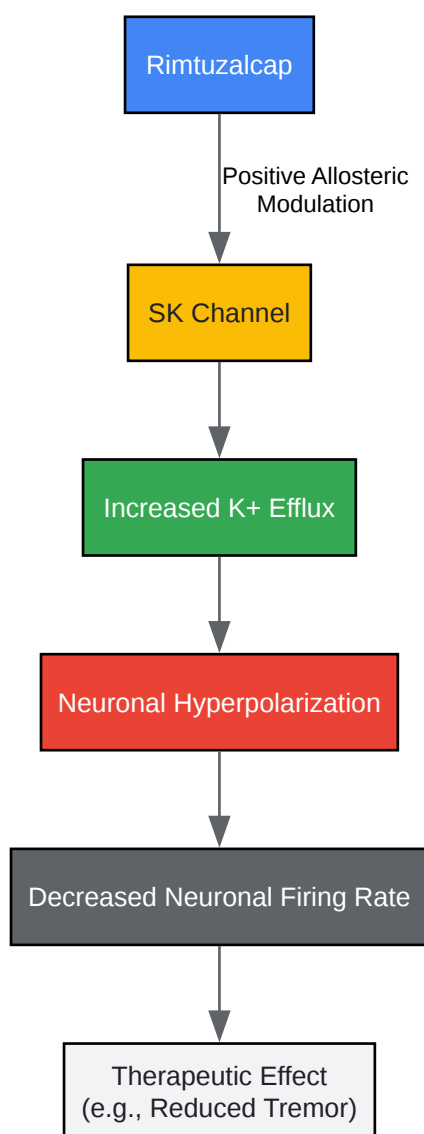 Rimtuzalcap
Positive Allosteric
Modulation
SK Channel
Increased K+ Efflux
Neuronal Hyperpolarization
Decreased Neuronal Firing Rate
Therapeutic Effect
(e.g., Reduced Tremor)